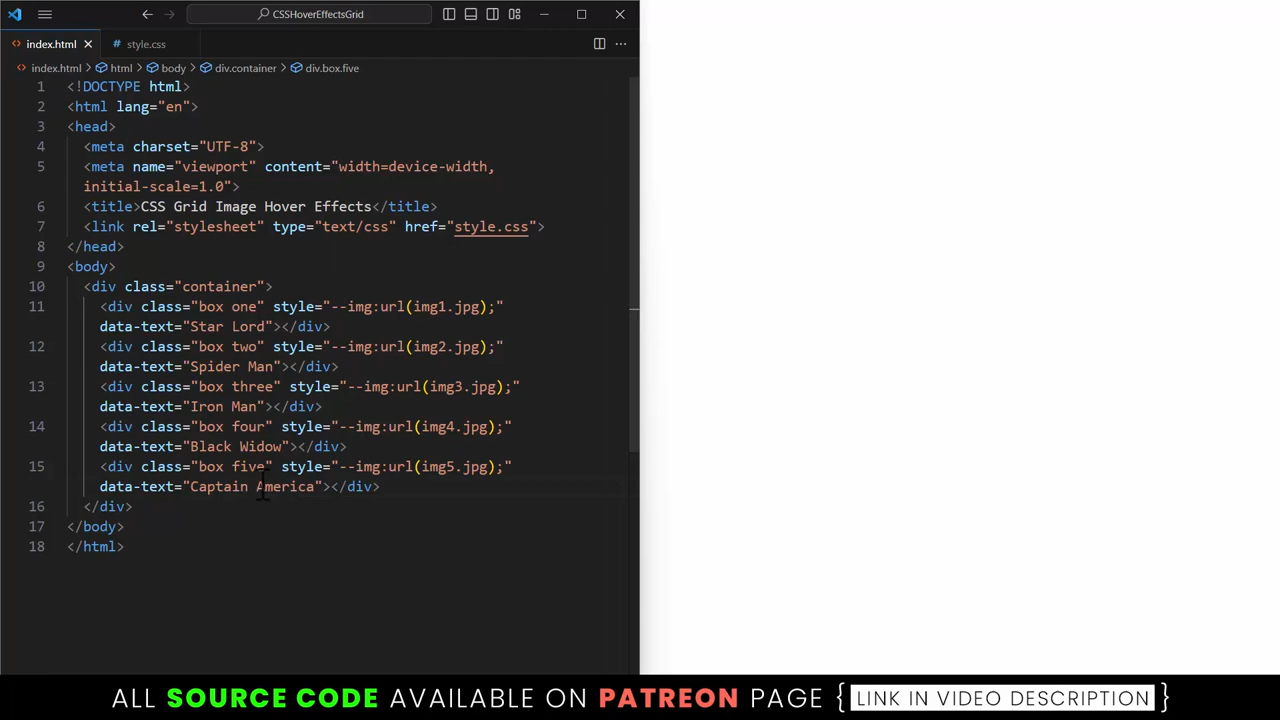 CSSHoverEffectsGrid
index.html
style.css
index.html
html
body
div.container
div.box.five
1 <!DOCTYPE html>
2 <html lang="en">
3 <head>
4 <meta charset="UTF-8">
5 <meta name="viewport" content="width=device-width,
initial-scale=1.0">
6 <title>CSS Grid Image Hover Effects</title>
7 <link rel="stylesheet" type="text/css" href="style.css">
8 </head>
9 <body>
10 <div class="container">
11 <div class="box one" style="--img:url(img1.jpg);"
data-text="Star Lord"></div>
12 <div class="box two" style="--img:url(img2.jpg);"
data-text="Spider Man"></div>
13 <div class="box three" style="--img:url(img3.jpg);"
data-text="Iron Man"></div>
14 <div class="box four" style="--img:url(img4.jpg);"
data-text="Black Widow"></div>
15 <div class="box five" style="--img:url(img5.jpg);"
data-text="Captain America"></div>
16 </div>
17 </body>
18 </html>
ALL SOURCE CODE AVAILABLE ON PATREON PAGE { LINK IN VIDEO DESCRIPTION }